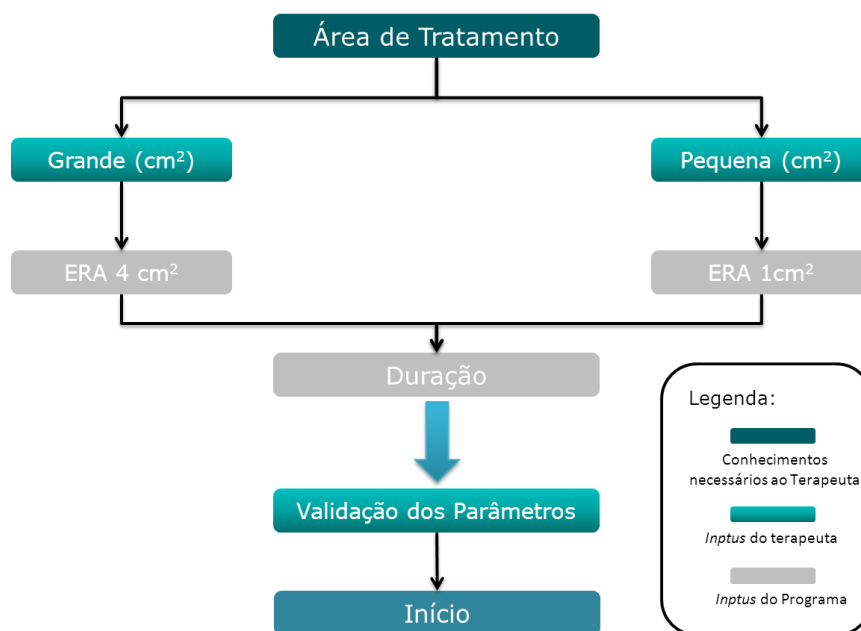 Área de Tratamento
Grande (cm²)
Pequena (cm²)
ERA 4 cm²
ERA 1cm²
Duração
Validação dos Parâmetros
Início
Legenda:
Conhecimentos
necessários ao Terapeuta
Inptus do terapeuta
Inptus do Programa